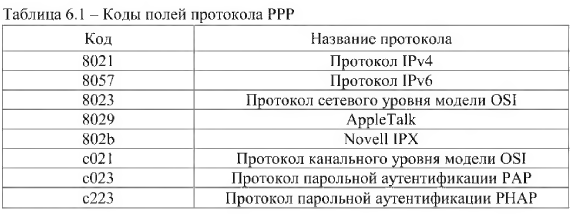 Таблица 6.1 – Коды полей протокола PPP
Код Название протокола
8021 Протокол IPv4
8057 Протокол IPv6
8023 Протокол сетевого уровня модели OSI
8029 AppleTalk
802b Novell IPX
c021 Протокол канального уровня модели OSI
c023 Протокол парольной аутентификации PAP
c223 Протокол парольной аутентификации PHAP